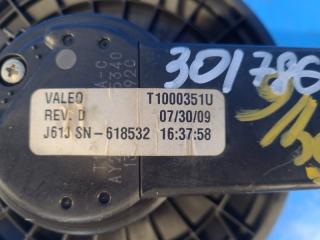 301786
VALEO T1000351U
REV. D 07/30/09
J61J SN-618532 16:37:58